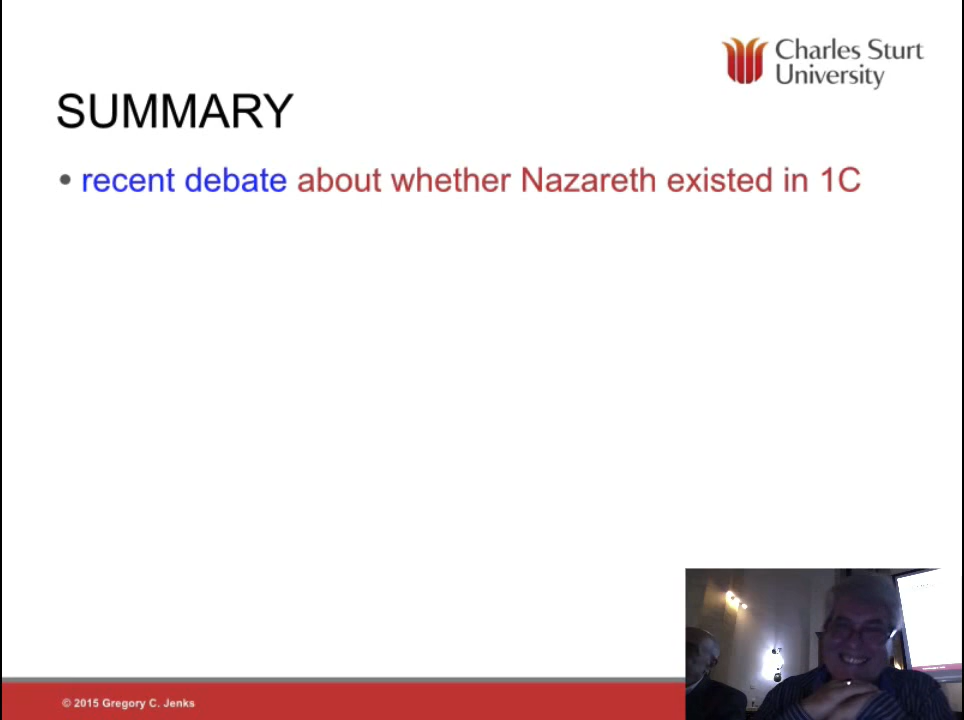 Charles Sturt
University
SUMMARY
• recent debate about whether Nazareth existed in 1C
© 2015 Gregory C. Jenks